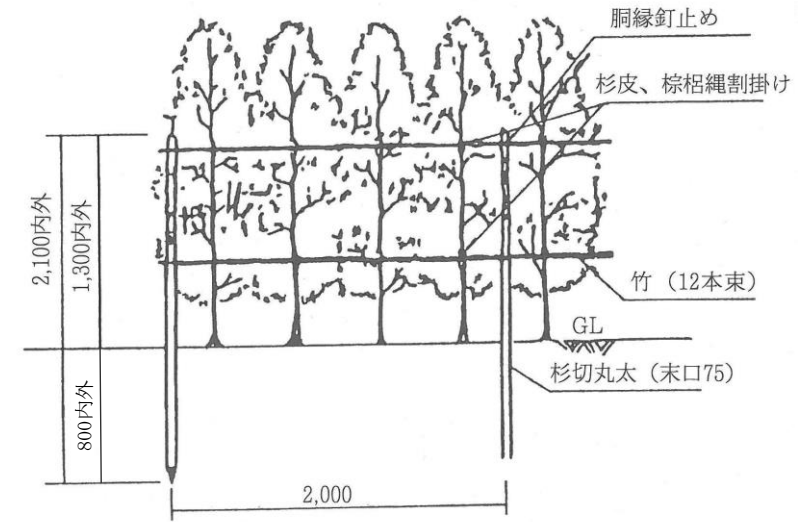 胴縁釘止め
杉皮、棕梠縄割掛け
2,100内外
1,300内外
竹（12本束）
GL
杉切丸太（末口75）
800内外
2,000